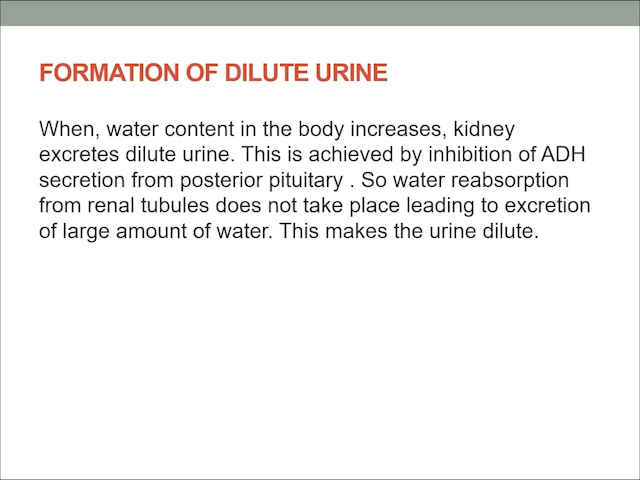 FORMATION OF DILUTE URINE
When, water content in the body increases, kidney
excretes dilute urine. This is achieved by inhibition of ADH
secretion from posterior pituitary . So water reabsorption
from renal tubules does not take place leading to excretion
of large amount of water. This makes the urine dilute.